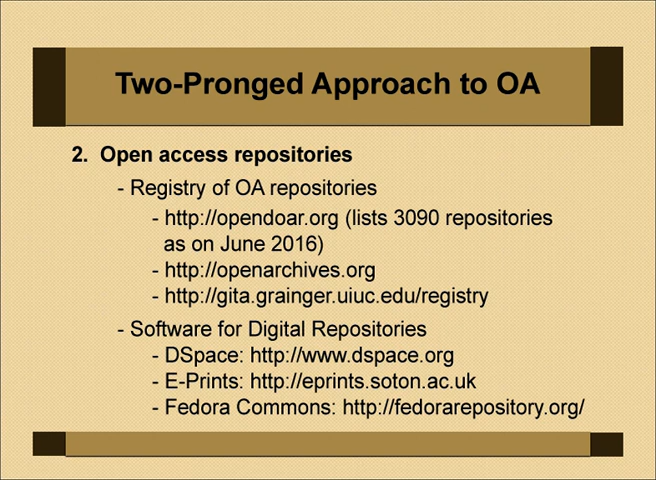 Two-Pronged Approach to OA
2. Open access repositories
- Registry of OA repositories
- http://opendoar.org (lists 3090 repositories
as on June 2016)
- http://openarchives.org
- http://gita.grainger.uiuc.edu/registry
- Software for Digital Repositories
- DSpace: http://www.dspace.org
- E-Prints: http://eprints.soton.ac.uk
- Fedora Commons: http://fedorarepository.org/